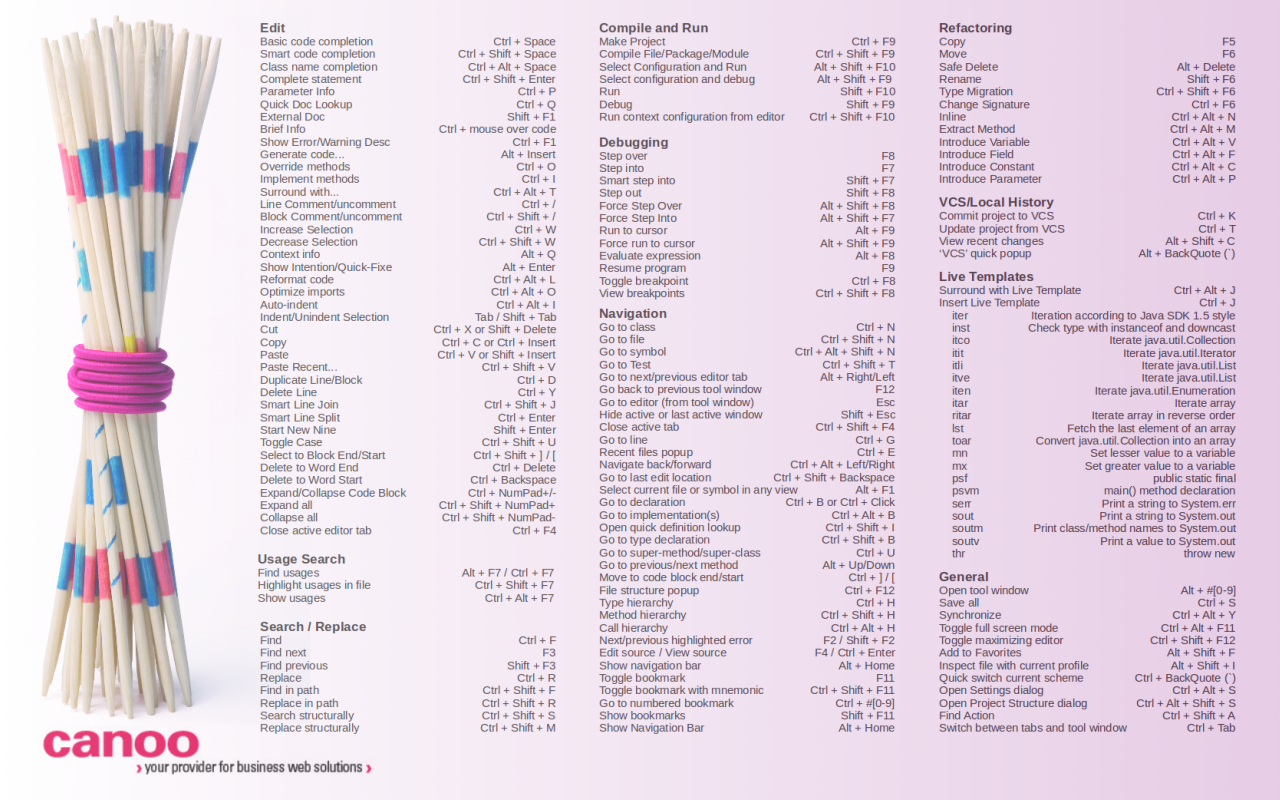 Edit
Basic code completion Ctrl + Space
Smart code completion Ctrl + Shift + Space
Class name completion Ctrl + Alt + Space
Complete statement Ctrl + Shift + Enter
Parameter Info Ctrl + P
Quick Doc Lookup Ctrl + Q
External Doc Shift + F1
Brief Info Ctrl + mouse over code
Show Error/Warning Desc Ctrl + F1
Generate code... Alt + Insert
Override methods Ctrl + O
Implement methods Ctrl + I
Surround with... Ctrl + Alt + T
Line Comment/uncomment Ctrl + /
Block Comment/uncomment Ctrl + Shift + /
Increase Selection Ctrl + W
Decrease Selection Ctrl + Shift + W
Context info Alt + Q
Show Intention/Quick-Fixe Alt + Enter
Reformat code Ctrl + Alt + L
Optimize imports Ctrl + Alt + O
Auto-indent Ctrl + Alt + I
Indent/Unindent Selection Tab / Shift + Tab
Cut Ctrl + X or Shift + Delete
Copy Ctrl + C or Ctrl + Insert
Paste Ctrl + V or Shift + Insert
Paste Recent... Ctrl + Shift + V
Duplicate Line/Block Ctrl + D
Delete Line Ctrl + Y
Smart Line Join Ctrl + Shift + J
Smart Line Split Ctrl + Enter
Start New Nine Shift + Enter
Toggle Case Ctrl + Shift + U
Select to Block End/Start Ctrl + Shift + ] / [
Delete to Word End Ctrl + Delete
Delete to Word Start Ctrl + Backspace
Expand/Collapse Code Block Ctrl + NumPad+/-
Expand all Ctrl + Shift + NumPad+
Collapse all Ctrl + Shift + NumPad-
Close active editor tab Ctrl + F4
Usage Search
Find usages Alt + F7 / Ctrl + F7
Highlight usages in file Ctrl + Shift + F7
Show usages Ctrl + Alt + F7
Search / Replace
Find Ctrl + F
Find next F3
Find previous Shift + F3
Replace Ctrl + R
Find in path Ctrl + Shift + F
Replace in path Ctrl + Shift + R
Search structurally Ctrl + Shift + S
Replace structurally Ctrl + Shift + M
Compile and Run
Make Project Ctrl + F9
Compile File/Package/Module Ctrl + Shift + F9
Select Configuration and Run Alt + Shift + F10
Select configuration and debug Alt + Shift + F9
Run Shift + F10
Debug Shift + F9
Run context configuration from editor Ctrl + Shift + F10
Debugging
Step over F8
Step into F7
Smart step into Shift + F7
Step out Shift + F8
Force Step Over Alt + Shift + F8
Force Step Into Alt + Shift + F7
Run to cursor Alt + F9
Force run to cursor Alt + Shift + F9
Evaluate expression Alt + F8
Resume program F9
Toggle breakpoint Ctrl + F8
View breakpoints Ctrl + Shift + F8
Navigation
Go to class Ctrl + N
Go to file Ctrl + Shift + N
Go to symbol Ctrl + Alt + Shift + N
Go to Test Ctrl + Shift + T
Go to next/previous editor tab Alt + Right/Left
Go back to previous tool window F12
Go to editor (from tool window) Esc
Hide active or last active window Shift + Esc
Close active tab Ctrl + Shift + F4
Go to line Ctrl + G
Recent files popup Ctrl + E
Navigate back/forward Ctrl + Alt + Left/Right
Go to last edit location Ctrl + Shift + Backspace
Select current file or symbol in any view Alt + F1
Go to declaration Ctrl + B or Ctrl + Click
Go to implementation(s) Ctrl + Alt + B
Open quick definition lookup Ctrl + Shift + I
Go to type declaration Ctrl + Shift + B
Go to super-method/super-class Ctrl + U
Go to previous/next method Alt + Up/Down
Move to code block end/start Ctrl + ] / [
File structure popup Ctrl + F12
Type hierarchy Ctrl + H
Method hierarchy Ctrl + Shift + H
Call hierarchy Ctrl + Alt + H
Next/previous highlighted error F2 / Shift + F2
Edit source / View source F4 / Ctrl + Enter
Show navigation bar Alt + Home
Toggle bookmark F11
Toggle bookmark with mnemonic Ctrl + Shift + F11
Go to numbered bookmark Ctrl + #[0-9]
Show bookmarks Shift + F11
Show Navigation Bar Alt + Home
Refactoring
Copy F5
Move F6
Safe Delete Alt + Delete
Rename Shift + F6
Type Migration Ctrl + Shift + F6
Change Signature Ctrl + F6
Inline Ctrl + Alt + N
Extract Method Ctrl + Alt + M
Introduce Variable Ctrl + Alt + V
Introduce Field Ctrl + Alt + F
Introduce Constant Ctrl + Alt + C
Introduce Parameter Ctrl + Alt + P
VCS/Local History
Commit project to VCS Ctrl + K
Update project from VCS Ctrl + T
View recent changes Alt + Shift + C
‘VCS’ quick popup Alt + BackQuote (`)
Live Templates
Surround with Live Template Ctrl + Alt + J
Insert Live Template Ctrl + J
iter Iteration according to Java SDK 1.5 style
inst Check type with instanceof and downcast
itco Iterate java.util.Collection
itit Iterate java.util.Iterator
itli Iterate java.util.List
itve Iterate java.util.List
iten Iterate java.util.Enumeration
itar Iterate array
ritar Iterate array in reverse order
lst Fetch the last element of an array
toar Convert java.util.Collection into an array
mn Set lesser value to a variable
mx Set greater value to a variable
psf public static final
psvm main() method declaration
serr Print a string to System.err
sout Print a string to System.out
soutm Print class/method names to System.out
soutv Print a value to System.out
thr throw new
General
Open tool window Alt + #[0-9]
Save all Ctrl + S
Synchronize Ctrl + Alt + Y
Toggle full screen mode Ctrl + Alt + F11
Toggle maximizing editor Ctrl + Shift + F12
Add to Favorites Alt + Shift + F
Inspect file with current profile Alt + Shift + I
Quick switch current scheme Ctrl + BackQuote (`)
Open Settings dialog Ctrl + Alt + S
Open Project Structure dialog Ctrl + Alt + Shift + S
Find Action Ctrl + Shift + A
Switch between tabs and tool window Ctrl + Tab
canoo
› your provider for business web solutions ›